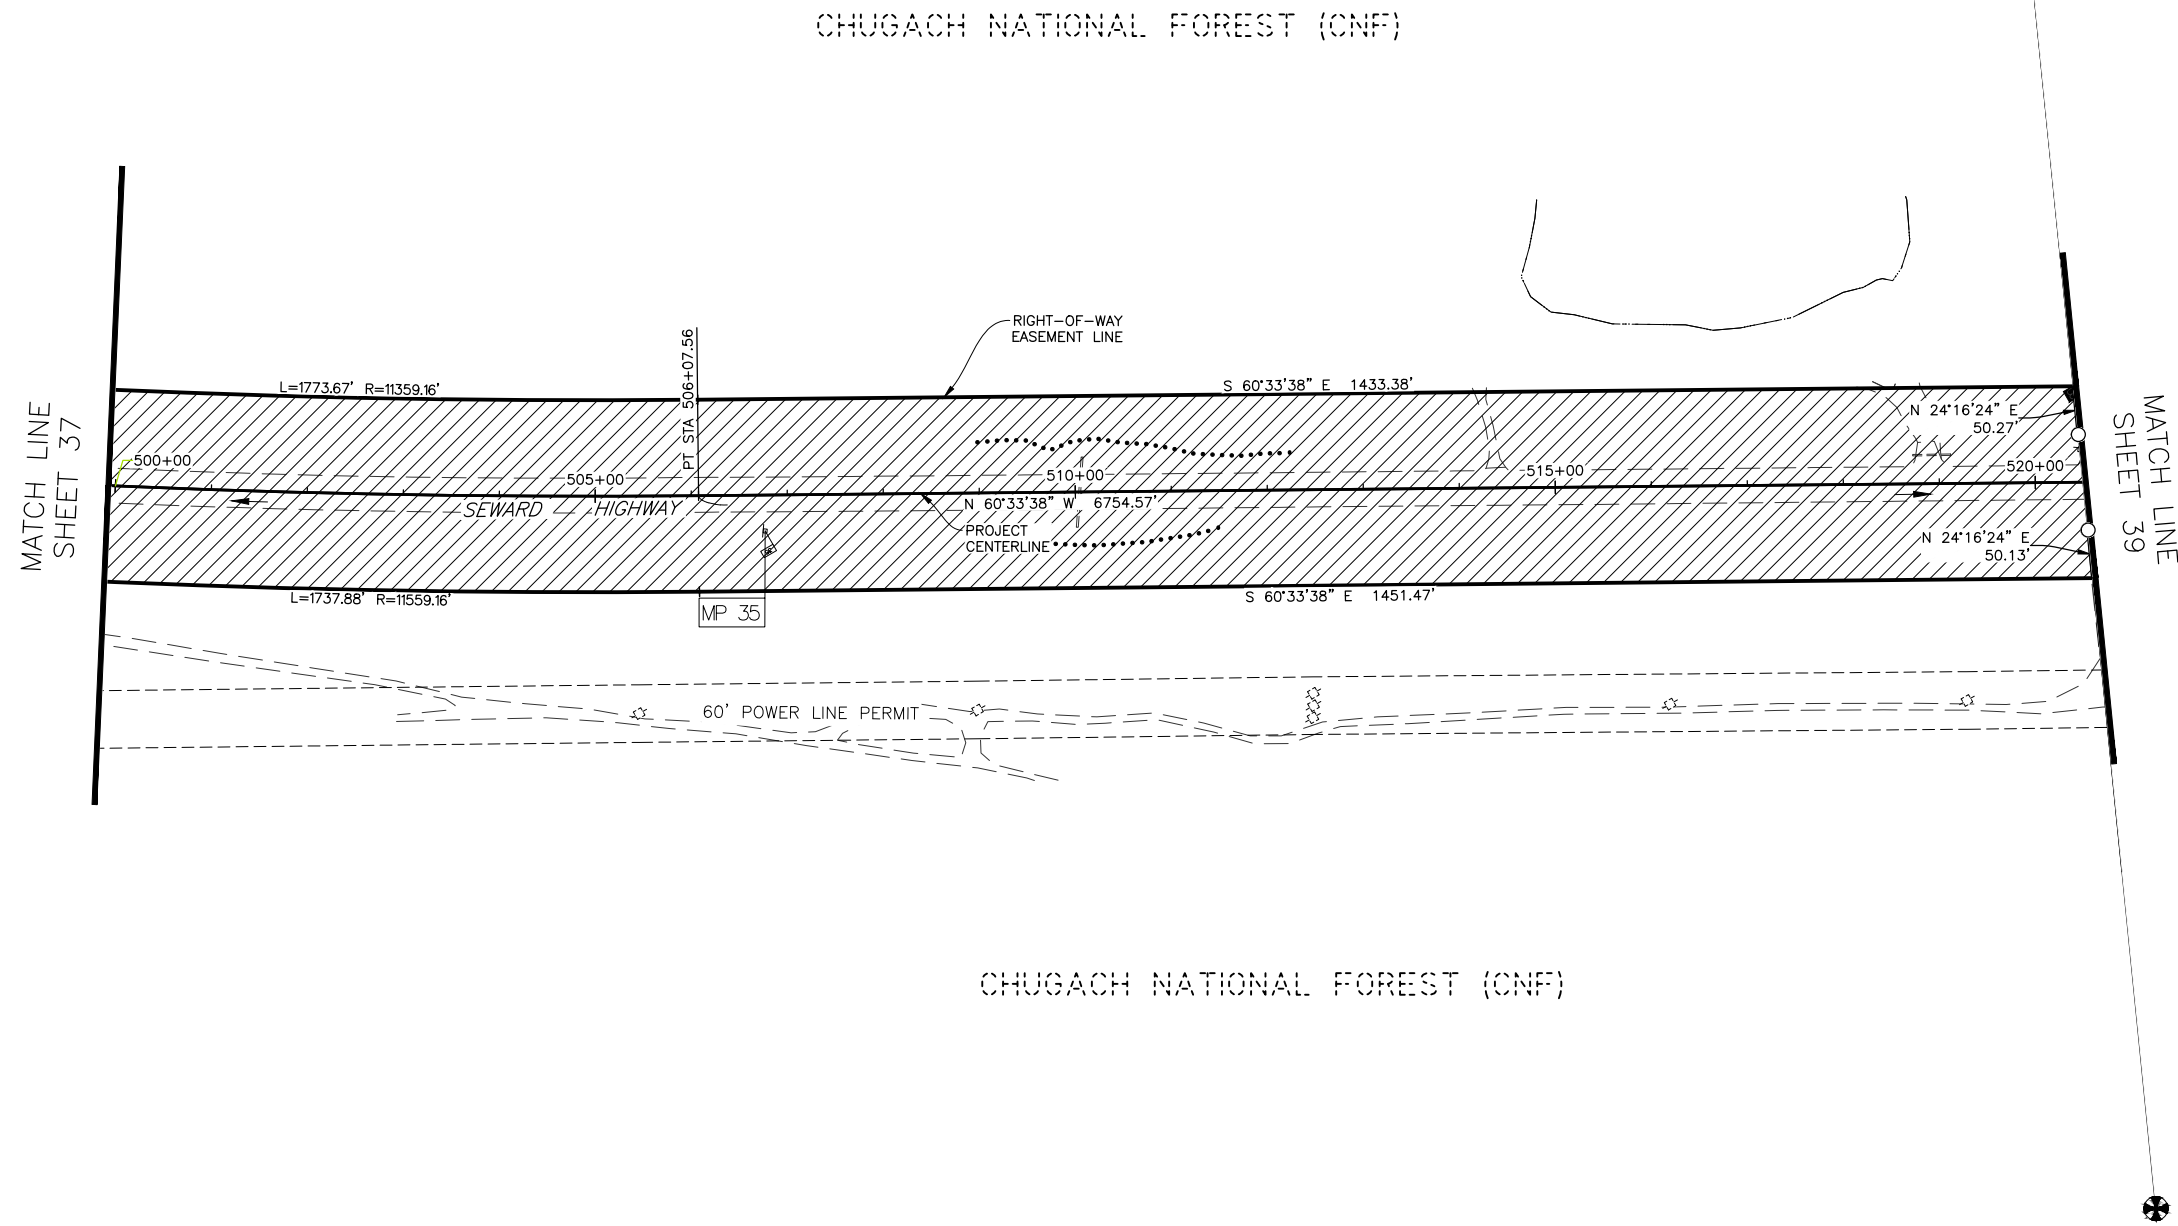 CHUGACH NATIONAL FOREST (CNF)
RIGHT-OF-WAY
EASEMENT LINE
PT STA 506+07.56
L=1773.67' R=11359.16'
S 60°33'38" E 1433.38'
N 24°16'24" E
50.27'
MATCH LINE
SHEET 37
MATCH LINE
SHEET 39
500+00
505+00
510+00
515+00
520+00
SEWARD HIGHWAY
N 60°33'38" W 6754.57'
PROJECT
CENTERLINE
N 24°16'24" E
50.13'
L=1737.88' R=11559.16'
S 60°33'38" E 1451.47'
MP 35
60' POWER LINE PERMIT
CHUGACH NATIONAL FOREST (CNF)